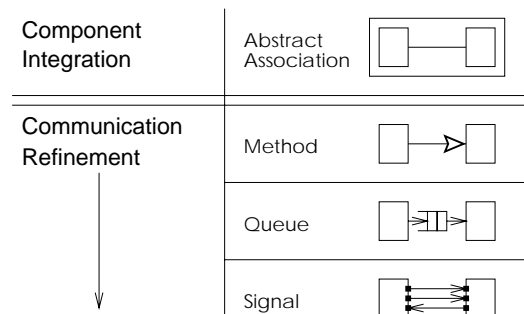 Component
Integration
Abstract
Association
Communication
Refinement
Method
Queue
Signal